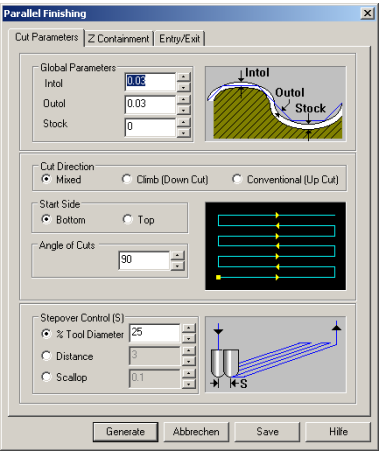 Parallel Finishing
Cut Parameters Z Containment Entry/Exit
Global Parameters
Intol 0.03
Outol 0.03
Stock 0
Intol
Outol
Stock
Cut Direction
Mixed Climb (Down Cut) Conventional (Up Cut)
Start Side
Bottom Top
Angle of Cuts
90
Stepover Control (S)
% Tool Diameter 25
Distance 3
Scallop 0.1
S
Generate Abbrechen Save Hilfe